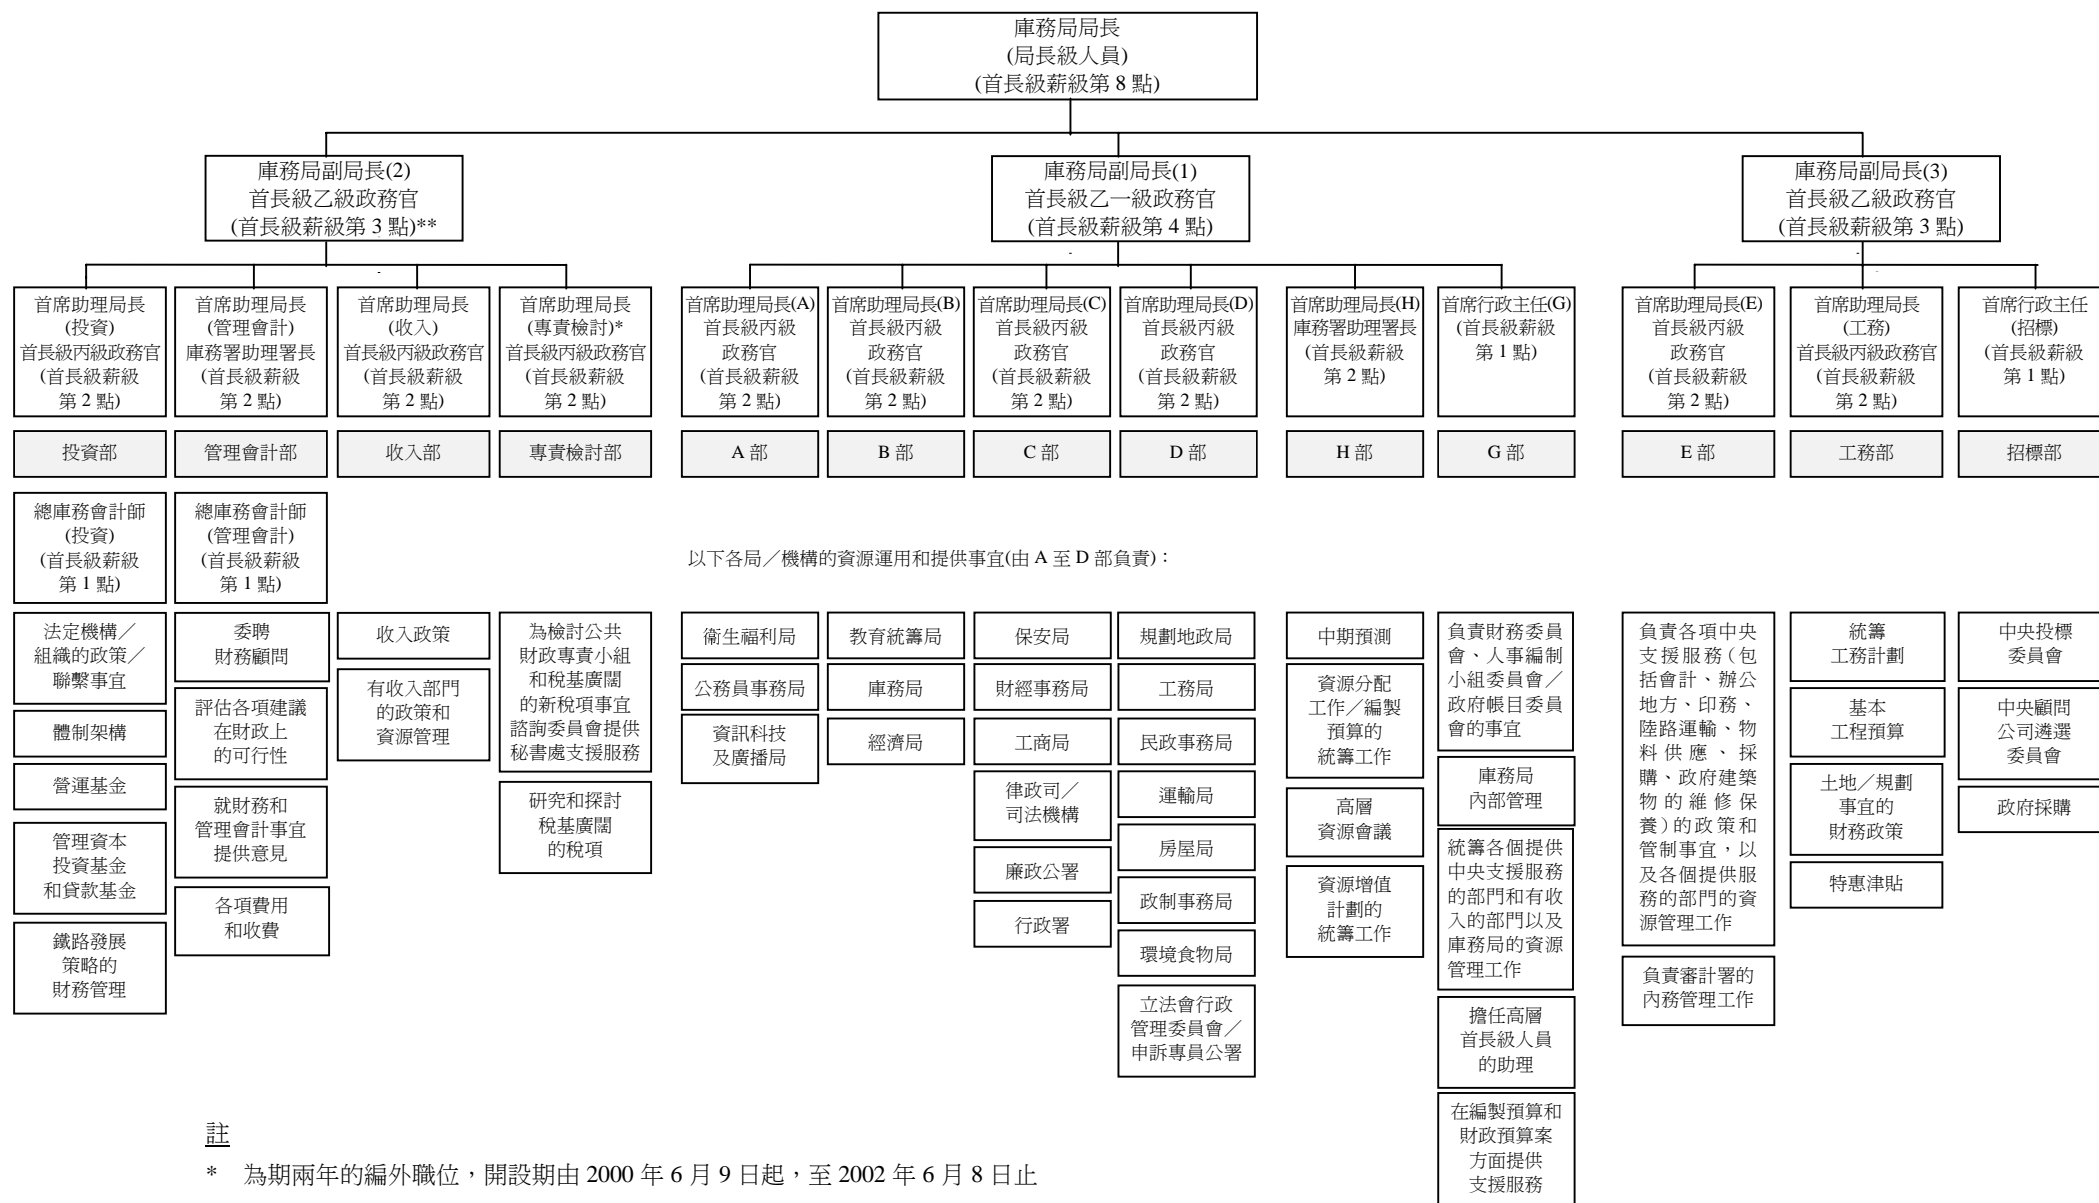 庫務局局長
(局長級人員)
(首長級薪級第 8 點)
庫務局副局長(2)
首長級乙級政務官
(首長級薪級第 3 點)**
庫務局副局長(1)
首長級乙一級政務官
(首長級薪級第 4 點)
庫務局副局長(3)
首長級乙級政務官
(首長級薪級第 3 點)
首席助理局長
(投資)
首長級丙級政務官
(首長級薪級
第 2 點)
首席助理局長
(管理會計)
庫務署助理署長
(首長級薪級
第 2 點)
首席助理局長
(收入)
首長級丙級政務官
(首長級薪級
第 2 點)
首席助理局長
(專責檢討)*
首長級丙級政務官
(首長級薪級
第 2 點)
首席助理局長(A)
首長級丙級
政務官
(首長級薪級
第 2 點)
首席助理局長(B)
首長級丙級
政務官
(首長級薪級
第 2 點)
首席助理局長(C)
首長級丙級
政務官
(首長級薪級
第 2 點)
首席助理局長(D)
首長級丙級
政務官
(首長級薪級
第 2 點)
首席助理局長(H)
庫務署助理署長
(首長級薪級
第 2 點)
首席行政主任(G)
(首長級薪級
第 1 點)
首席助理局長(E)
首長級丙級
政務官
(首長級薪級
第 2 點)
首席助理局長
(工務)
首長級丙級政務官
(首長級薪級
第 2 點)
首席行政主任
(招標)
(首長級薪級
第 1 點)
投資部
管理會計部
收入部
專責檢討部
A 部
B 部
C 部
D 部
H 部
G 部
E 部
工務部
招標部
總庫務會計師
(投資)
(首長級薪級
第 1 點)
總庫務會計師
(管理會計)
(首長級薪級
第 1 點)
以下各局／機構的資源運用和提供事宜(由 A 至 D 部負責)：
法定機構／
組織的政策／
聯繫事宜
體制架構
營運基金
管理資本
投資基金
和貸款基金
鐵路發展
策略的
財務管理
委聘
財務顧問
評估各項建議
在財政上
的可行性
就財務和
管理會計事宜
提供意見
各項費用
和收費
收入政策
有收入部門
的政策和
資源管理
為檢討公共
財政專責小組
和稅基廣闊
的新稅項事宜
諮詢委員會提供
秘書處支援服務
研究和探討
稅基廣闊
的稅項
衞生福利局
公務員事務局
資訊科技
及廣播局
教育統籌局
庫務局
經濟局
保安局
財經事務局
工商局
律政司／
司法機構
廉政公署
行政署
規劃地政局
工務局
民政事務局
運輸局
房屋局
政制事務局
環境食物局
立法會行政
管理委員會／
申訴專員公署
中期預測
資源分配
工作／編製
預算的
統籌工作
高層
資源會議
資源增值
計劃的
統籌工作
負責財務委員
會、人事編制
小組委員會／
政府帳目委員
會的事宜
庫務局
內部管理
統籌各個提供
中央支援服務
的部門和有收
入的部門以及
庫務局的資源
管理工作
擔任高層
首長級人員
的助理
在編製預算和
財政預算案
方面提供
支援服務
負責各項中央
支援服務(包
括會計、辦公
地方、印務、
陸路運輸、物
料供應、採
購、政府建築
物的維修保
養)的政策和
管制事宜，以
及各個提供服
務的部門的資
源管理工作
負責審計署的
內務管理工作
統籌
工務計劃
基本
工程預算
土地／規劃
事宜的
財務政策
特惠津貼
中央投標
委員會
中央顧問
公司遴選
委員會
政府採購
註
* 為期兩年的編外職位，開設期由 2000 年 6 月 9 日起，至 2002 年 6 月 8 日止